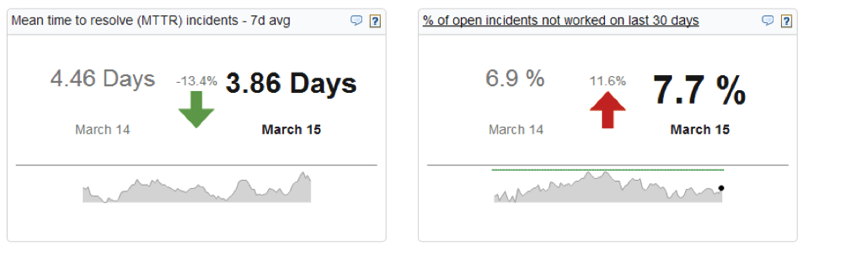 Mean time to resolve (MTTR) incidents - 7d avg
4.46 Days
-13.4%
3.86 Days
March 14
March 15
% of open incidents not worked on last 30 days
6.9 %
11.6%
7.7 %
March 14
March 15